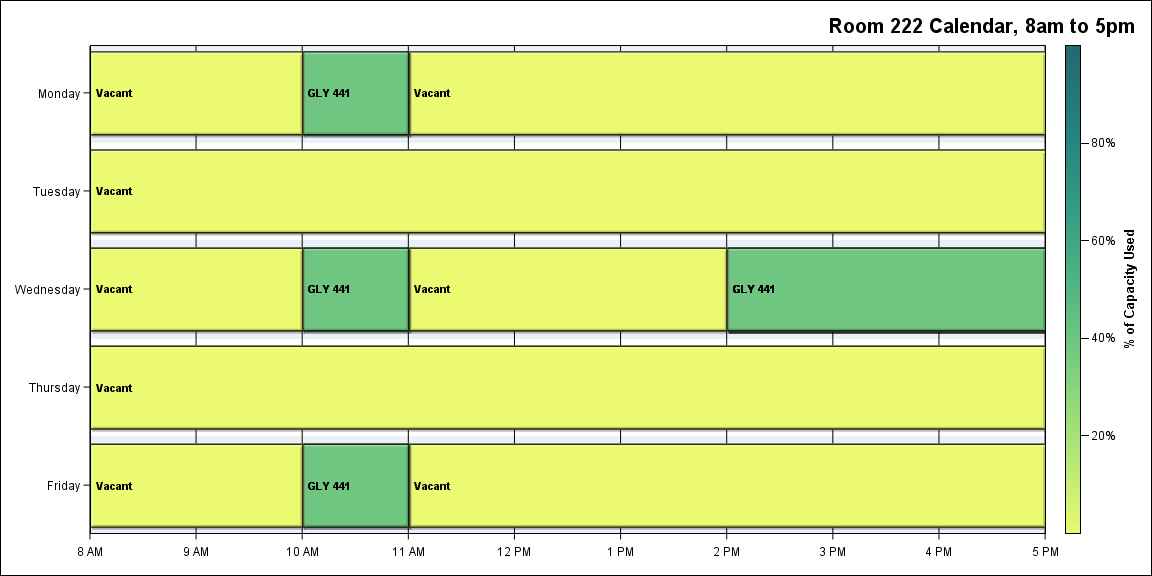 Room 222 Calendar, 8am to 5pm
Monday Vacant GLY 441 Vacant
80%
Tuesday Vacant
60%
% of Capacity Used
Wednesday Vacant GLY 441 Vacant GLY 441
40%
Thursday Vacant
20%
Friday Vacant GLY 441 Vacant
8 AM 9 AM 10 AM 11 AM 12 PM 1 PM 2 PM 3 PM 4 PM 5 PM